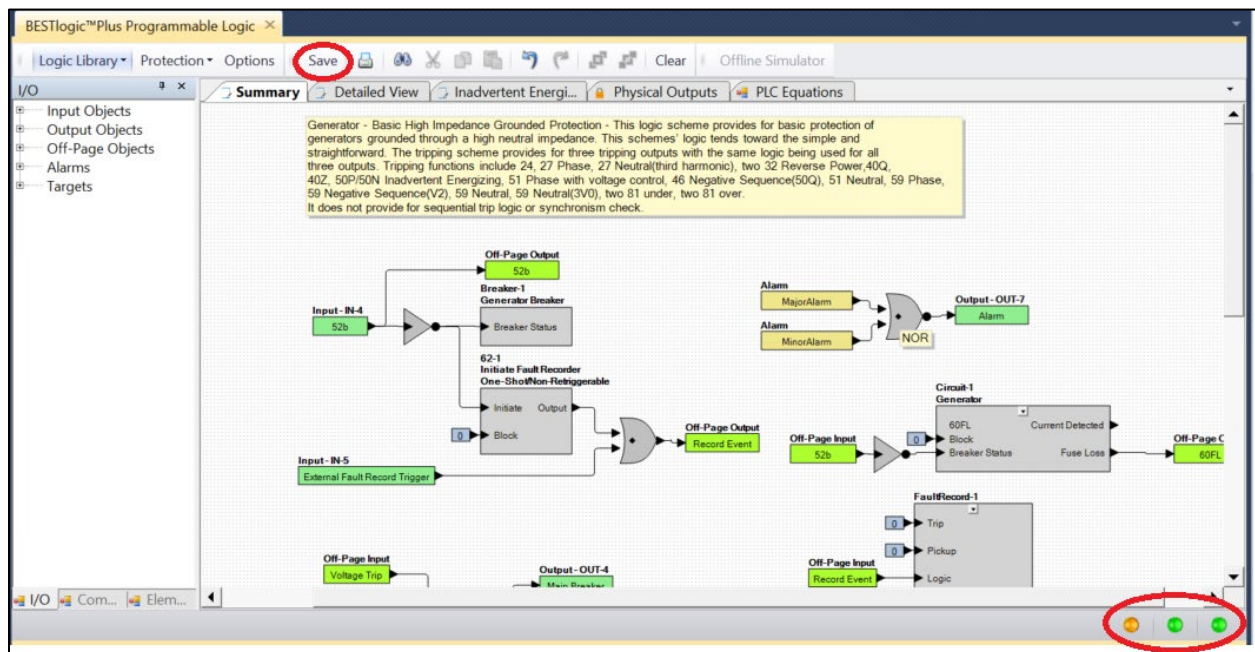 BESTlogic™Plus Programmable Logic ×
Logic Library Protection Options Save Clear Offline Simulator
I/O
Summary Detailed View Inadvertent Energi... Physical Outputs PLC Equations
Input Objects
Output Objects
Off-Page Objects
Alarms
Targets
Generator - Basic High Impedance Grounded Protection - This logic scheme provides for basic protection of
generators grounded through a high neutral impedance. This schemes' logic tends toward the simple and
straightforward. The tripping scheme provides for three tripping outputs with the same logic being used for all
three outputs. Tripping functions include 24, 27 Phase, 27 Neutral(third harmonic), two 32 Reverse Power,40Q,
40Z, 50P/50N Inadvertent Energizing, 51 Phase with voltage control, 46 Negative Sequence(50Q), 51 Neutral, 59 Phase,
59 Negative Sequence(V2), 59 Neutral, 59 Neutral(3V0), two 81 under, two 81 over.
It does not provide for sequential trip logic or synchronism check.
Off-Page Output
52b
Input-IN-4
52b
Breaker-1
Generator Breaker
Breaker Status
Alarm
MajorAlarm
Alarm
MinorAlarm
NOR
Output-OUT-7
Alarm
62-1
Initiate Fault Recorder
One-Shot/Non-Retriggerable
Initiate Output
0 Block
Off-Page Output
Record Event
Input-IN-5
External Fault Record Trigger
Off-Page Input
52b
Circuit-1
Generator
60FL Current Detected
0 Block
Breaker Status Fuse Loss
Off-Page C
60FL
FaultRecord-1
0 Trip
0 Pickup
Off-Page Input
Record Event
Logic
Off-Page Input
Voltage Trip
Output-OUT-4
Main Breaker
I/O Com... Elem...